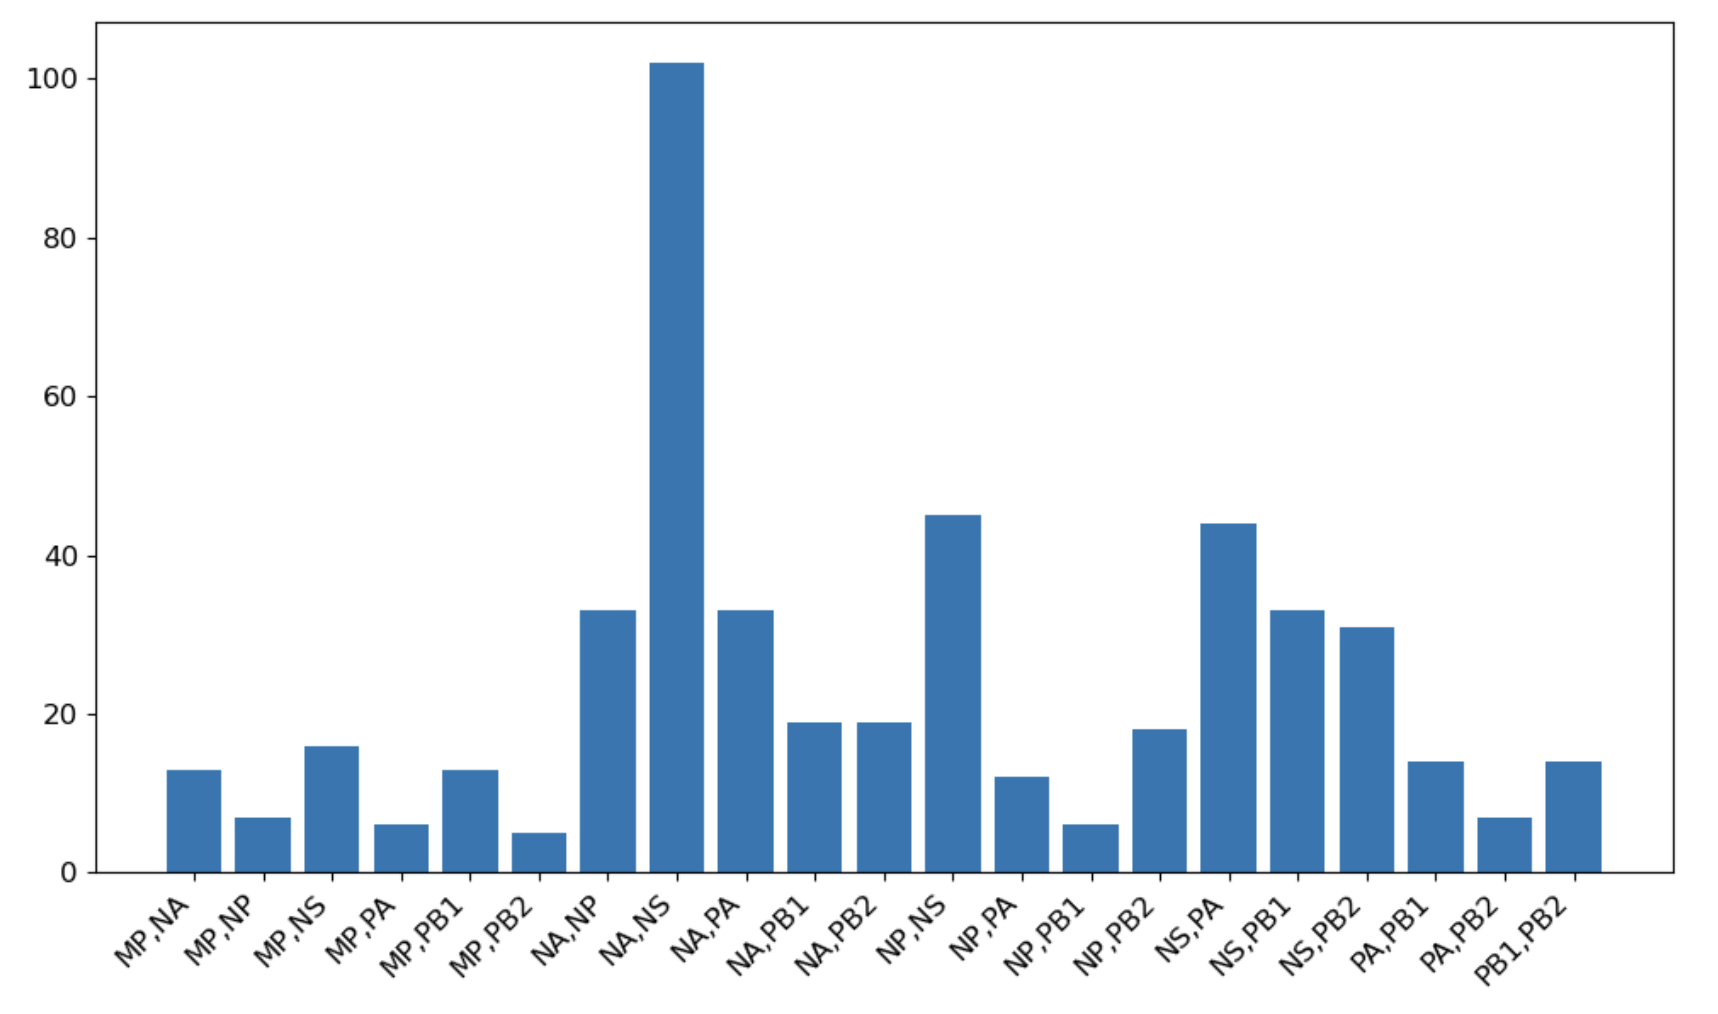 100
80
60
40
20
0
MP,NA
MP,NP
MP,NS
MP,PA
MP,PB1
MP,PB2
NA,NP
NA,NS
NA,PA
NA,PB1
NA,PB2
NP,NS
NP,PA
NP,PB1
NP,PB2
NS,PA
NS,PB1
NS,PB2
PA,PB1
PA,PB2
PB1,PB2